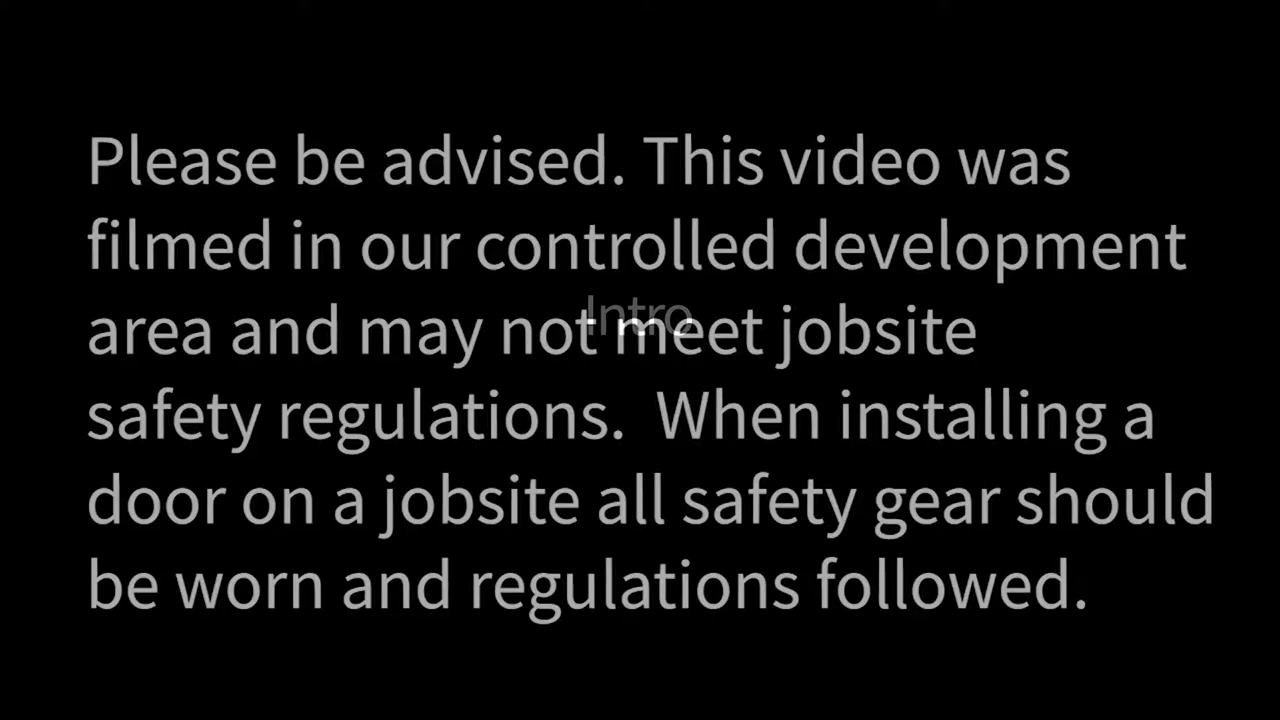 Please be advised. This video was
filmed in our controlled development
Intro
area and may not meet jobsite
safety regulations.  When installing a
door on a jobsite all safety gear should
be worn and regulations followed.